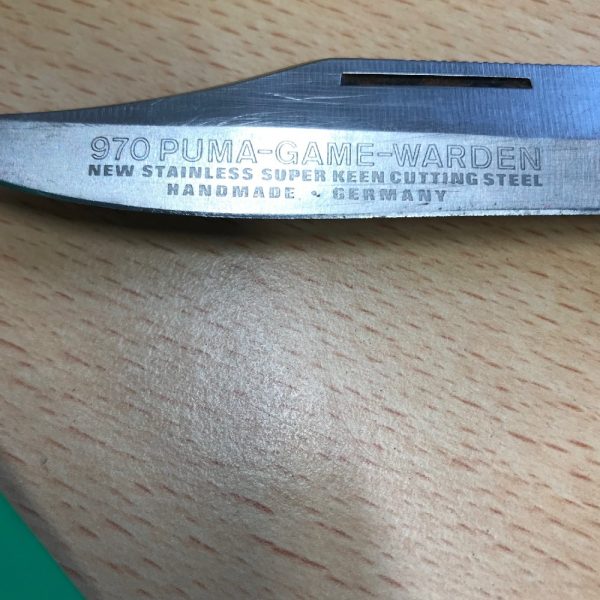 970 PUMA-GAME-WARDEN
NEW STAINLESS SUPER KEEN CUTTING STEEL
HANDMADE · GERMANY